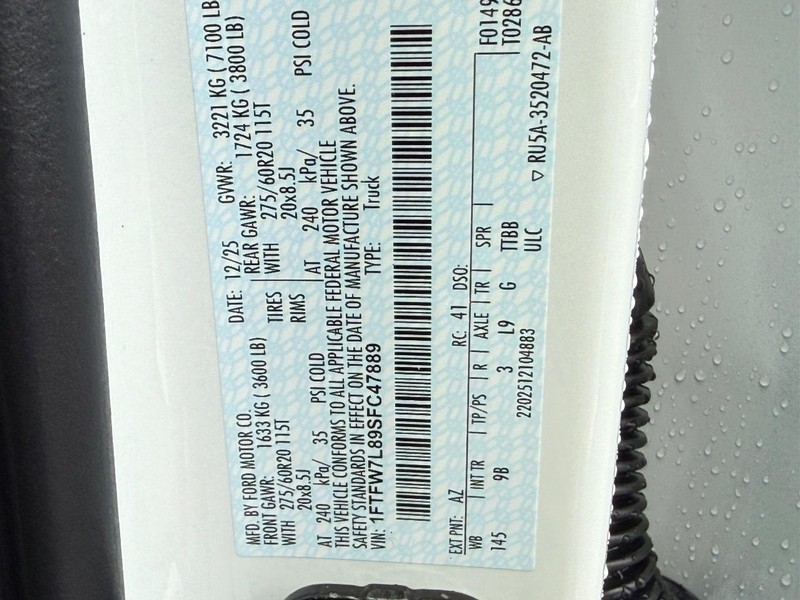 MFD. BY FORD MOTOR CO.
DATE: 12/25 GVWR: 3221 KG ( 7100 LB
FRONT GAWR: 1633 KG ( 3600 LB)
REAR GAWR: 1724 KG ( 3800 LB)
WITH 275/60R20 115T TIRES WITH 275/60R20 115T
20x8.5J RIMS 20x8.5J
AT 240 kPa/ 35 PSI COLD AT 240 kPa/ 35 PSI COLD
THIS VEHICLE CONFORMS TO ALL APPLICABLE FEDERAL MOTOR VEHICLE
SAFETY STANDARDS IN EFFECT ON THE DATE OF MANUFACTURE SHOWN ABOVE.
VIN: 1FTFW7L89SFC47889 TYPE: Truck
F0149
T0286
EXT PNT: AZ RC: 41 DSO:
WB INT TR TP/PS R AXLE TR SPR
145 9B 3 L9 G TTBB
ULC
2202512104883
▽ RU5A-3520472-AB